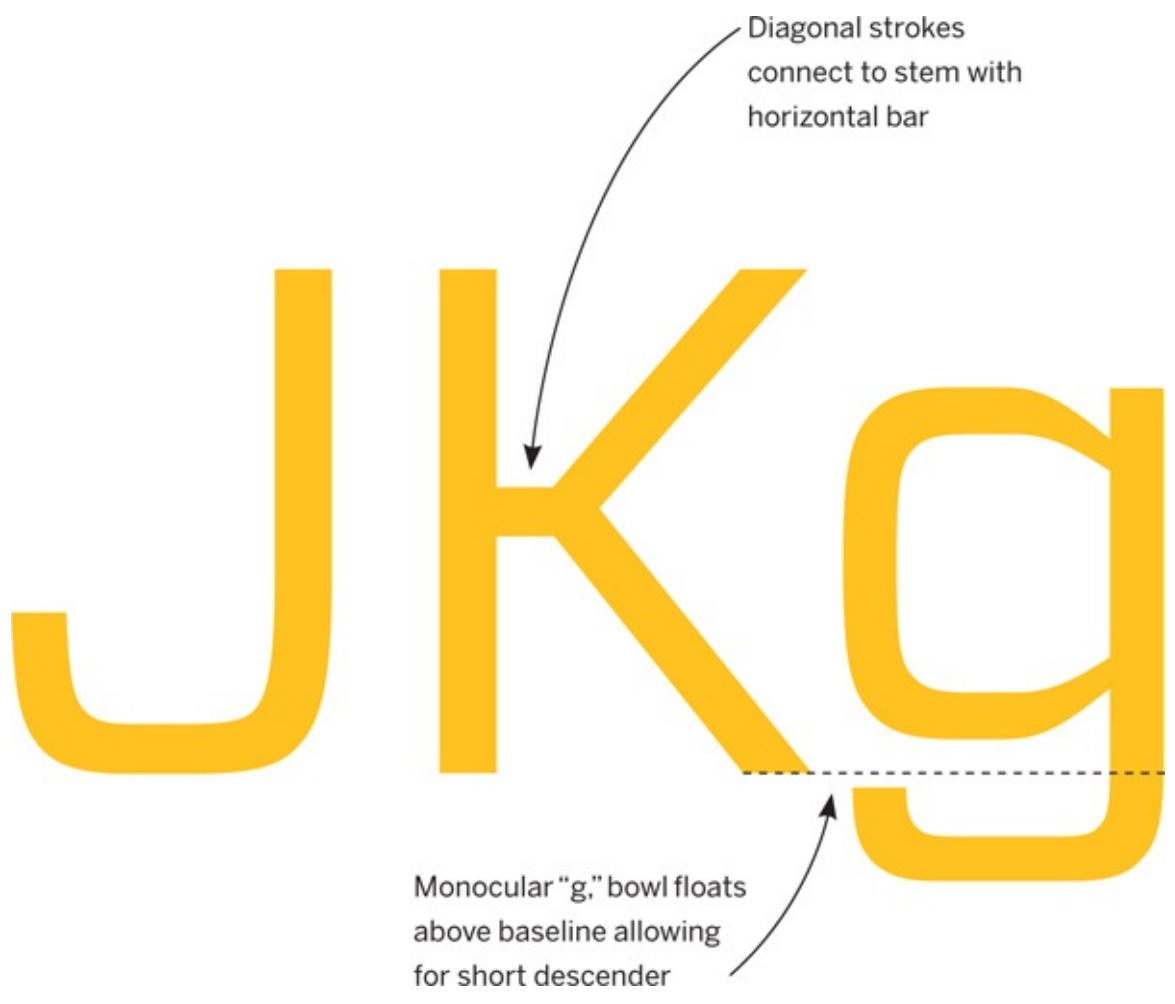 Diagonal strokes
connect to stem with
horizontal bar
JKg
Monocular “g,” bowl floats
above baseline allowing
for short descender